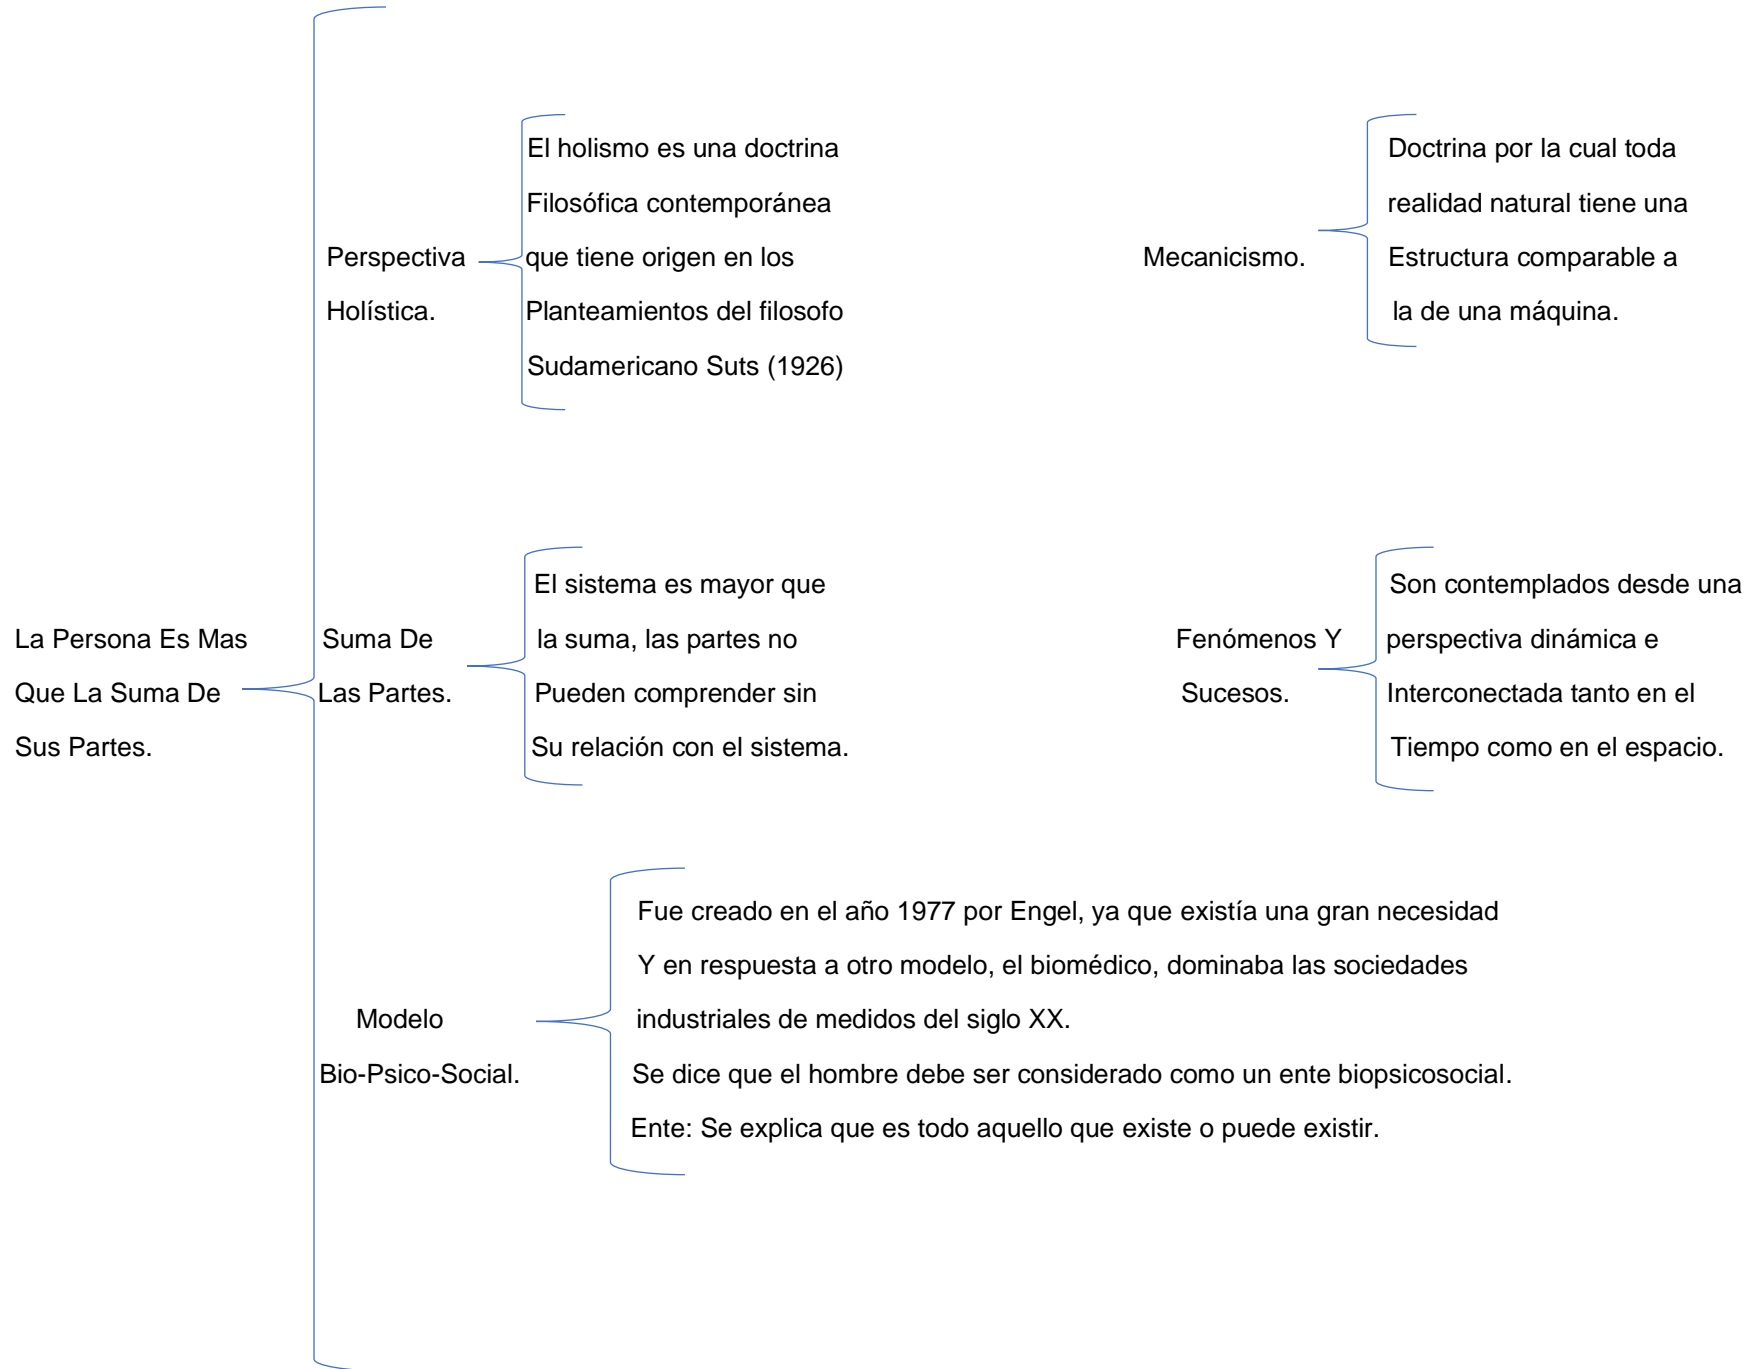 La Persona Es Mas
Que La Suma De
Sus Partes.
Perspectiva
Holística.
El holismo es una doctrina
Filosófica contemporánea
que tiene origen en los
Planteamientos del filosofo
Sudamericano Suts (1926)
Mecanicismo.
Doctrina por la cual toda
realidad natural tiene una
Estructura comparable a
la de una máquina.
Suma De
Las Partes.
El sistema es mayor que
la suma, las partes no
Pueden comprender sin
Su relación con el sistema.
Fenómenos Y
Sucesos.
Son contemplados desde una
perspectiva dinámica e
Interconectada tanto en el
Tiempo como en el espacio.
Modelo
Bio-Psico-Social.
Fue creado en el año 1977 por Engel, ya que existía una gran necesidad
Y en respuesta a otro modelo, el biomédico, dominaba las sociedades
industriales de medidos del siglo XX.
Se dice que el hombre debe ser considerado como un ente biopsicosocial.
Ente: Se explica que es todo aquello que existe o puede existir.